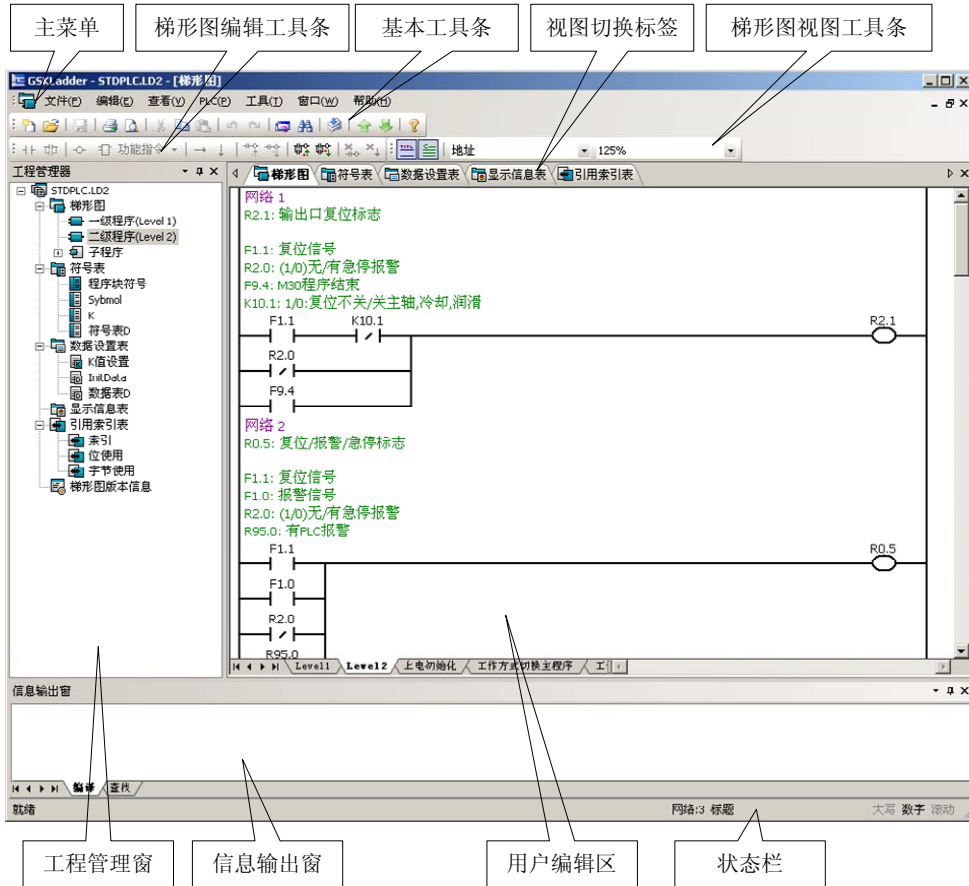 主菜单
梯形图编辑工具条
基本工具条
视图切换标签
梯形图视图工具条
GSKLadder - STDPLC.LD2 - [梯形图]
文件(F) 编辑(E) 查看(V) PLC(P) 工具(T) 窗口(W) 帮助(H)
功能指令 地址 125%
工程管理器
梯形图 符号表 数据设置表 显示信息表 引用索引表
STDPLC.LD2
梯形图
一级程序(Level 1)
二级程序(Level 2)
子程序
符号表
程序块符号
Sybmol
K
符号表D
数据设置表
K值设置
InitData
数据表D
显示信息表
引用索引表
索引
位使用
字节使用
梯形图版本信息
网络 1
R2.1: 输出口复位标志
F1.1: 复位信号
R2.0: (1/0)无/有急停报警
F9.4: M30程序结束
K10.1: 1/0:复位不关/关主轴,冷却,润滑
F1.1 K10.1 R2.1
R2.0
F9.4
网络 2
R0.5: 复位/报警/急停标志
F1.1: 复位信号
F1.0: 报警信号
R2.0: (1/0)无/有急停报警
R95.0: 有PLC报警
F1.1 R0.5
F1.0
R2.0
R95.0
Level1 Level2 上电初始化 工作方式切换主程序
信息输出窗
编译 查找
就绪 网络:3 标题 大写 数字 滚动
工程管理窗
信息输出窗
用户编辑区
状态栏